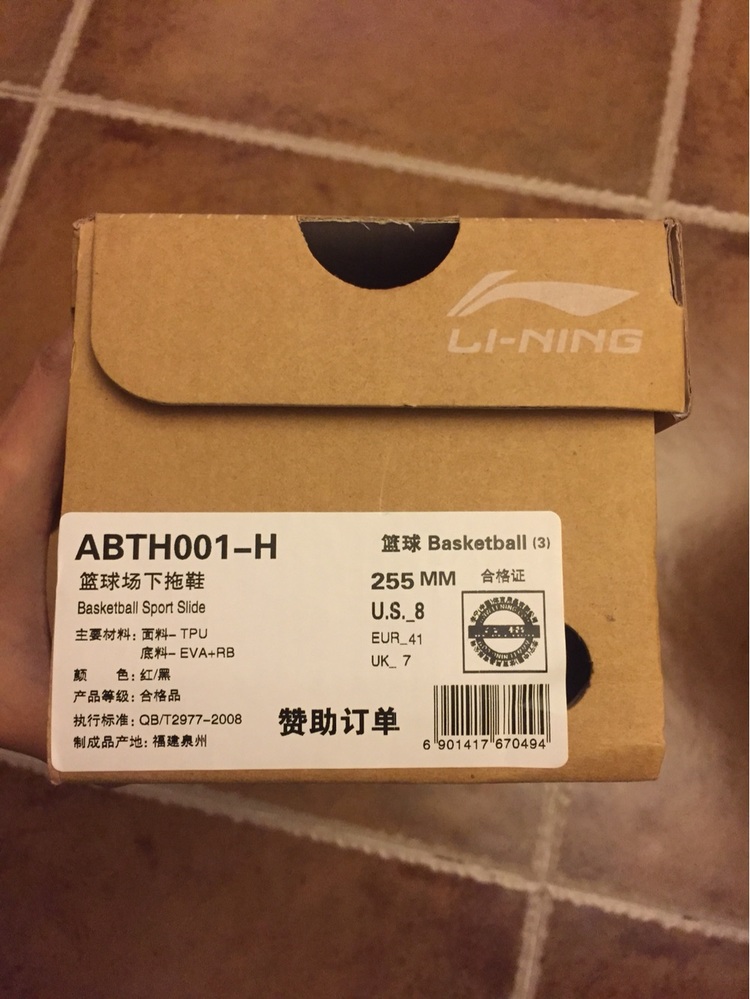 LI-NING
ABTH001-H
篮球 Basketball (3)
篮球场下拖鞋
255 MM 合格证
Basketball Sport Slide
U.S._8
主要材料: 面料- TPU
EUR_41
底料- EVA+RB
UK_ 7
颜 色: 红/黑
产品等级: 合格品
执行标准: QB/T2977-2008
赞助订单
制成品产地: 福建泉州
6 901417 670494